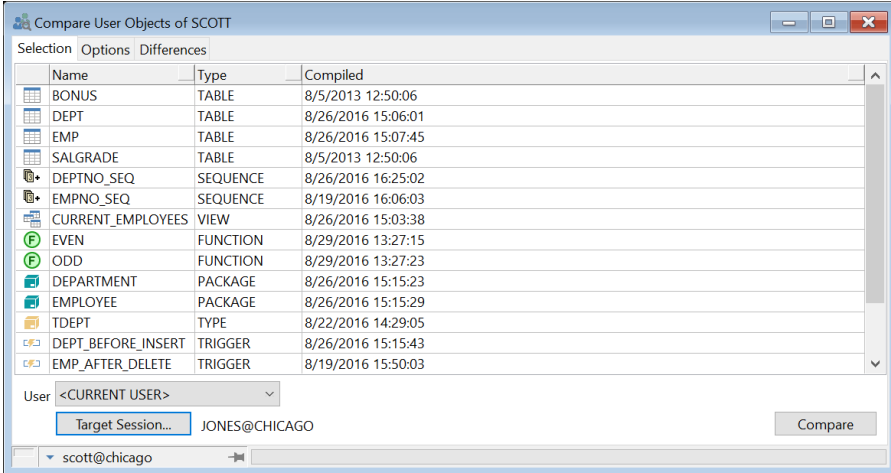 Compare User Objects of SCOTT
Selection Options Differences
Name Type Compiled
BONUS TABLE 8/5/2013 12:50:06
DEPT TABLE 8/26/2016 15:06:01
EMP TABLE 8/26/2016 15:07:45
SALGRADE TABLE 8/5/2013 12:50:06
DEPTNO_SEQ SEQUENCE 8/26/2016 16:25:02
EMPNO_SEQ SEQUENCE 8/19/2016 16:06:03
CURRENT_EMPLOYEES VIEW 8/26/2016 15:03:38
F EVEN FUNCTION 8/29/2016 13:27:15
F ODD FUNCTION 8/29/2016 13:27:23
DEPARTMENT PACKAGE 8/26/2016 15:15:23
EMPLOYEE PACKAGE 8/26/2016 15:15:29
TDEPT TYPE 8/22/2016 14:29:05
DEPT_BEFORE_INSERT TRIGGER 8/26/2016 15:15:43
EMP_AFTER_DELETE TRIGGER 8/19/2016 15:50:03
User <CURRENT USER>
Target Session... JONES@CHICAGO Compare
scott@chicago